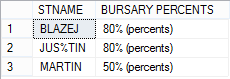 STNAME BURSARY PERCENTS
1 BLAZEJ 80% (percents)
2 JUS%TIN 80% (percents)
3 MARTIN 50% (percents)